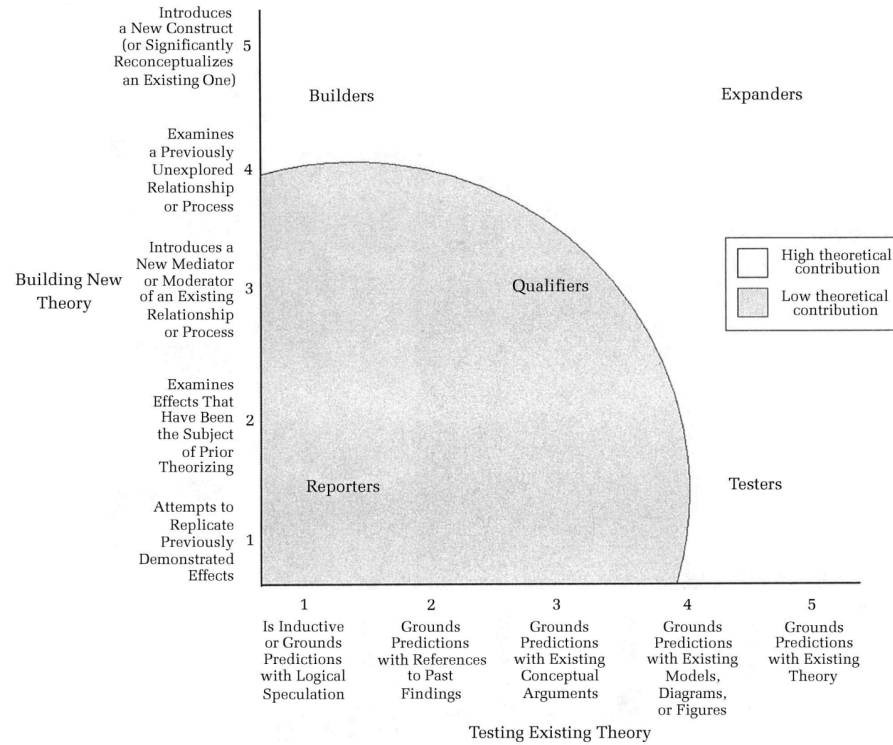 Introduces
a New Construct
(or Significantly
Reconceptualizes
an Existing One)
5
Builders
Expanders
Examines
a Previously
Unexplored
Relationship
or Process
4
Building New
Theory
Introduces a
New Mediator
or Moderator
of an Existing
Relationship
or Process
3
Qualifiers
High theoretical
contribution
Low theoretical
contribution
Examines
Effects That
Have Been
the Subject
of Prior
Theorizing
2
Reporters
Testers
Attempts to
Replicate
Previously
Demonstrated
Effects
1
1
Is Inductive
or Grounds
Predictions
with Logical
Speculation
2
Grounds
Predictions
with References
to Past
Findings
3
Grounds
Predictions
with Existing
Conceptual
Arguments
4
Grounds
Predictions
with Existing
Models,
Diagrams,
or Figures
5
Grounds
Predictions
with Existing
Theory
Testing Existing Theory